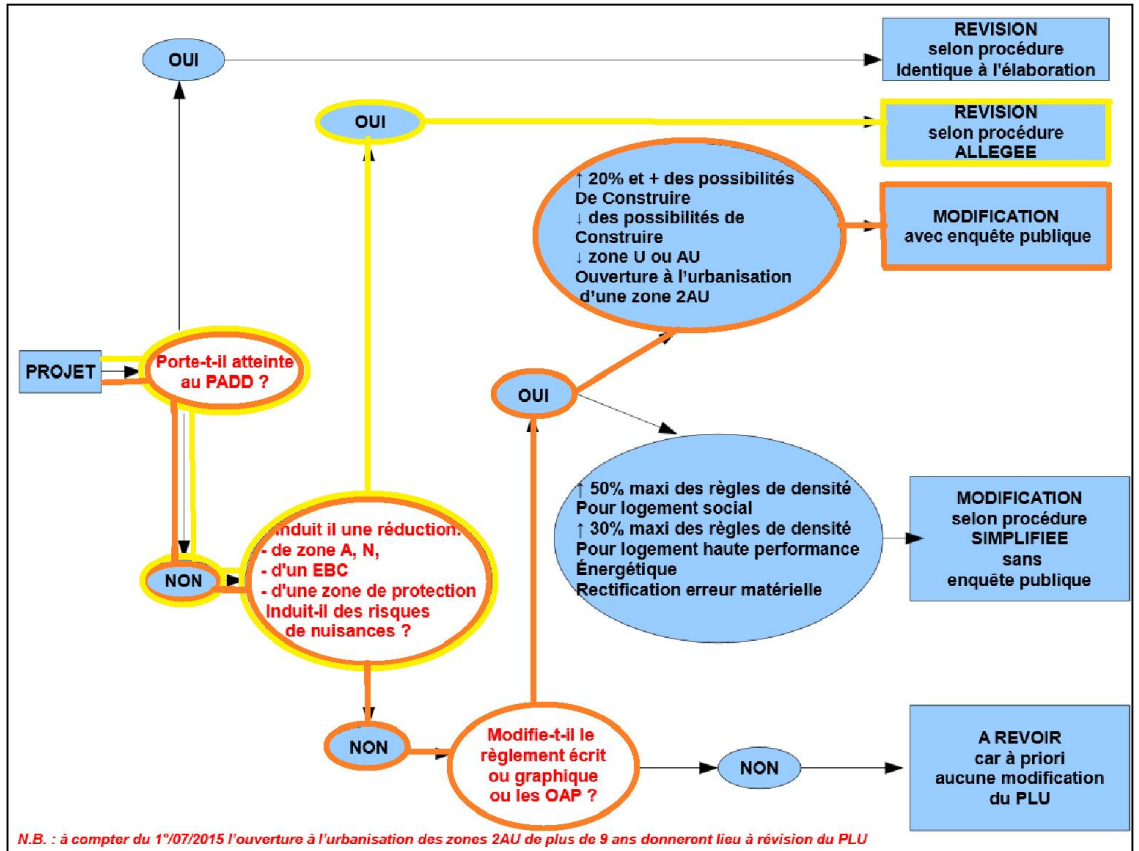 OUI
REVISION
selon procédure
Identique à l'élaboration
OUI
REVISION
selon procédure
ALLEGEE
↑ 20% et + des possibilités
De Construire
↓ des possibilités de
Construire
↓ zone U ou AU
Ouverture à l'urbanisation
d'une zone 2AU
MODIFICATION
avec enquête publique
PROJET
Porte-t-il atteinte
au PADD ?
OUI
↑ 50% maxi des règles de densité
Pour logement social
↑ 30% maxi des règles de densité
Pour logement haute performance
Énergétique
Rectification erreur matérielle
MODIFICATION
selon procédure
SIMPLIFIEE
sans
enquête publique
NON
Induit il une réduction:
- de zone A, N,
- d'un EBC
- d'une zone de protection
Induit-il des risques
de nuisances ?
NON
Modifie-t-il le
règlement écrit
ou graphique
ou les OAP ?
NON
A REVOIR
car à priori
aucune modification
du PLU
N.B. : à compter du 1°/07/2015 l'ouverture à l'urbanisation des zones 2AU de plus de 9 ans donneront lieu à révision du PLU